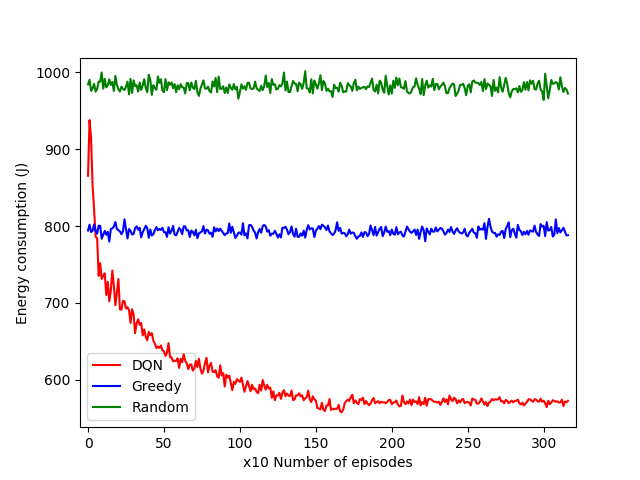 1000
900
800
700
600
Energy consumption (J)
DQN
Greedy
Random
0 50 100 150 200 250 300
x10 Number of episodes